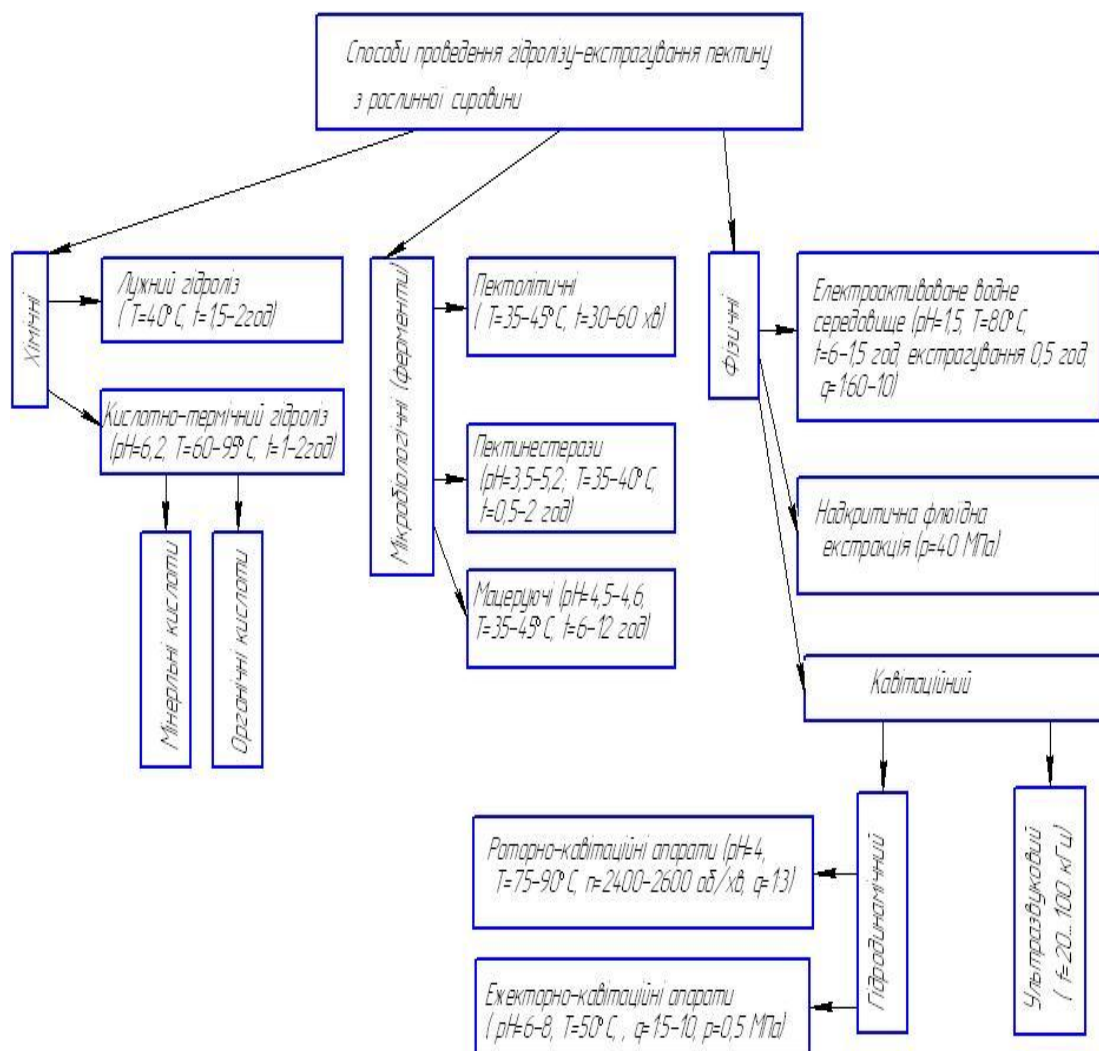 Способи проведення гідролізу-екстрагування пектину
з рослинної сировини
Хімічні
Лужний гідроліз
( T=40°C, t=1,5-2год)
Кислотно-термічний гідроліз
(pH=6,2, T=60-95°C, t=1-2год)
Мінерльні кислоти
Органічні кислоти
Мікробіологічні (ферменти)
Пектолітичні
( T=35-45°C, t=30-60 хв)
Пектинестерази
(pH=3,5-5,2; T=35-40°C,
t=0,5-2 год)
Мацеруючі (pH=4,5-4,6,
T=35-45°C, t=6-12 год)
Фізичні
Електроактивоване водне
середовище (pH=1,5, T=80°C,
t=6-1,5 год, екстрагування 0,5 год,
q=160-10)
Надкритична флюїдна
екстракція (p=40 МПа)
Кавітаційний
Гідродинамічний
Роторно-кавітаційні апарати (pH=4,
T=75-90°C, n=2400-2600 об/хв, q=13)
Ежекторно-кавітаційні апарати
( pH=6-8, T=50°C, , q=15-10, p=0,5 МПа)
Ультразвуковий
( f=20...100 кГц)